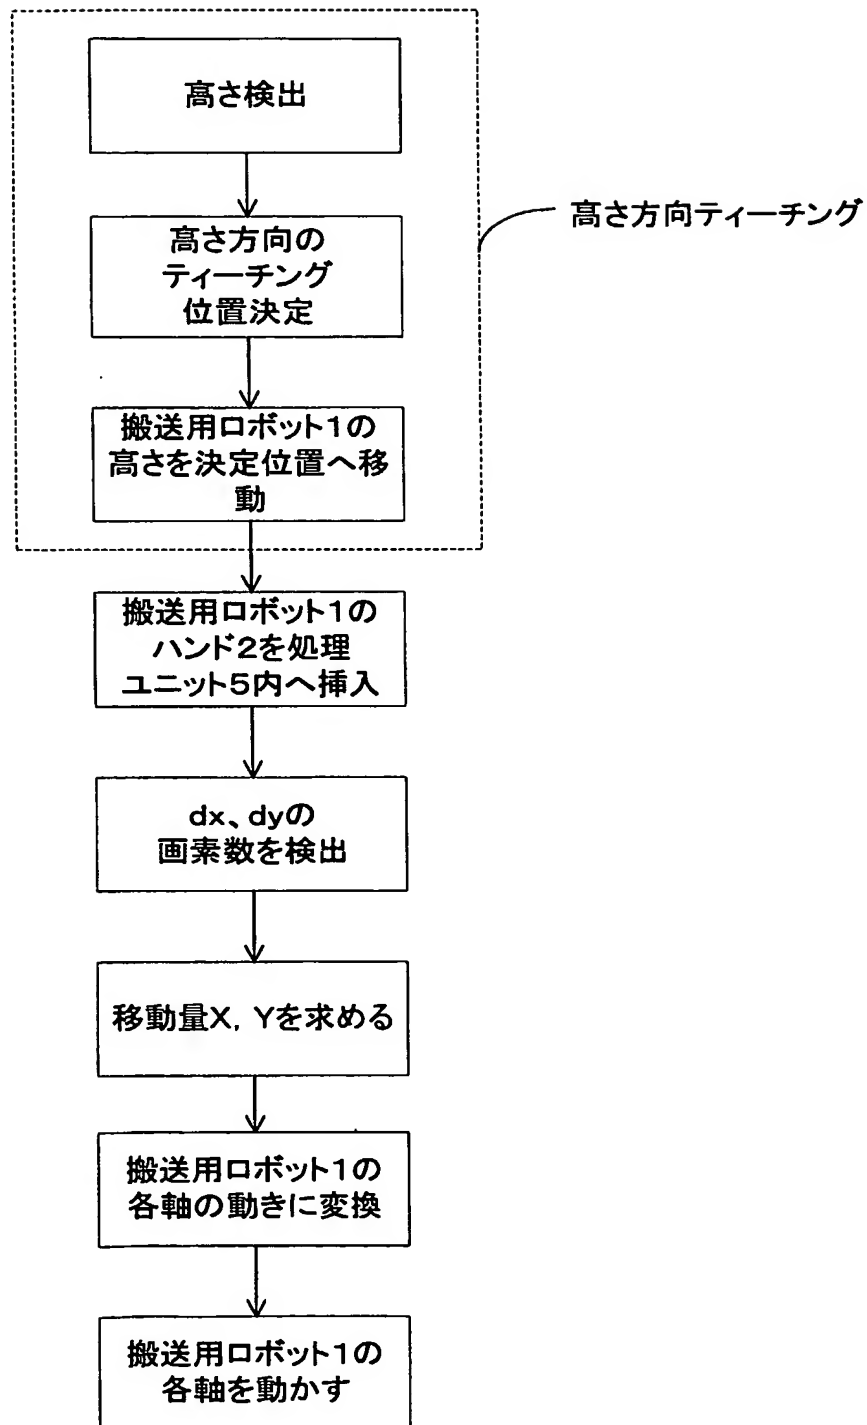 高さ検出
高さ方向ティーチング
高さ方向の
ティーチング
位置決定
搬送用ロボット1の
高さを決定位置へ移
動
搬送用ロボット1の
ハンド2を処理
ユニット5内へ挿入
dx、dyの
画素数を検出
移動量X, Yを求める
搬送用ロボット1の
各軸の動きに変換
搬送用ロボット1の
各軸を動かす